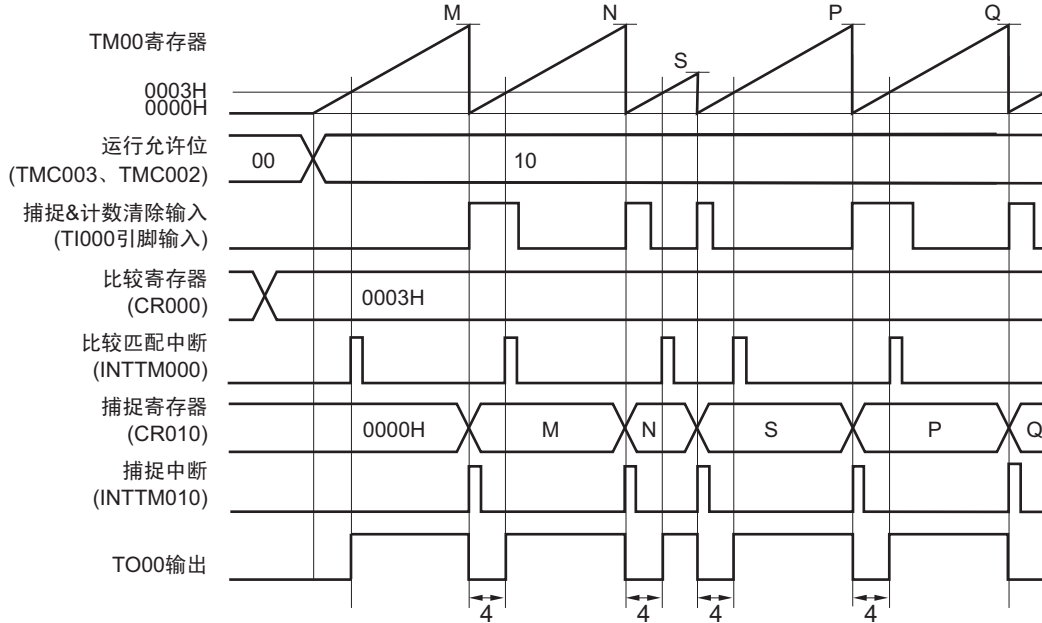 M N P Q
S
TM00寄存器
0003H
0000H
运行允许位
(TMC003、TMC002)
00 10
捕捉&计数清除输入
(TI000引脚输入)
比较寄存器
(CR000)
0003H
比较匹配中断
(INTTM000)
捕捉寄存器
(CR010)
0000H M N S P Q
捕捉中断
(INTTM010)
TO00输出
4 4 4 4